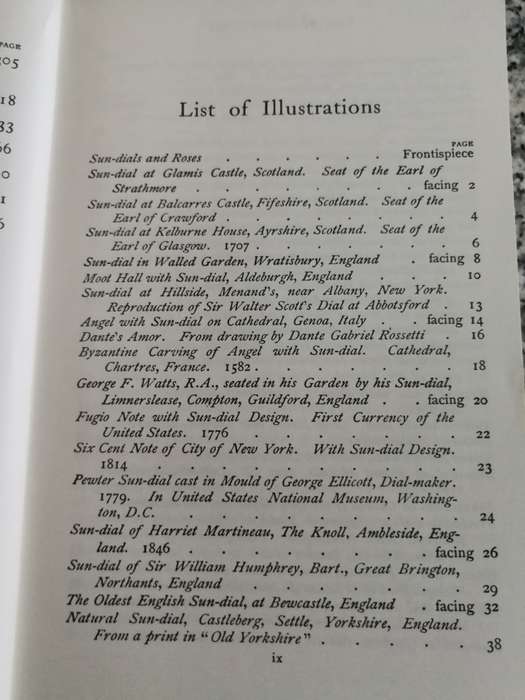 PAGE
305
18
33
66
0
1
6
List of Illustrations
PAGE
Sun-dials and Roses . . . . . . Frontispiece
Sun-dial at Glamis Castle, Scotland. Seat of the Earl of
Strathmore . . . . . . . facing 2
Sun-dial at Balcarres Castle, Fifeshire, Scotland. Seat of the
Earl of Crawford . . . . . . . . 4
Sun-dial at Kelburne House, Ayrshire, Scotland. Seat of the
Earl of Glasgow. 1707 . . . . . . . 6
Sun-dial in Walled Garden, Wratisbury, England . facing 8
Moot Hall with Sun-dial, Aldeburgh, England . . . 10
Sun-dial at Hillside, Menand's, near Albany, New York.
Reproduction of Sir Walter Scott's Dial at Abbotsford . 13
Angel with Sun-dial on Cathedral, Genoa, Italy . . facing 14
Dante's Amor. From drawing by Dante Gabriel Rossetti . 16
Byzantine Carving of Angel with Sun-dial. Cathedral,
Chartres, France. 1582 . . . . . . . 18
George F. Watts, R.A., seated in his Garden by his Sun-dial,
Limnerslease, Compton, Guildford, England . . facing 20
Fugio Note with Sun-dial Design. First Currency of the
United States. 1776 . . . . . . . 22
Six Cent Note of City of New York. With Sun-dial Design.
1814 . . . . . . . . . . 23
Pewter Sun-dial cast in Mould of George Ellicott, Dial-maker.
1779. In United States National Museum, Washing-
ton, D.C. . . . . . . . . . 24
Sun-dial of Harriet Martineau, The Knoll, Ambleside, Eng-
land. 1846 . . . . . . . facing 26
Sun-dial of Sir William Humphrey, Bart., Great Brington,
Northants, England . . . . . . . 29
The Oldest English Sun-dial, at Bewcastle, England . facing 32
Natural Sun-dial, Castleberg, Settle, Yorkshire, England.
From a print in "Old Yorkshire" . . . . . 38
ix